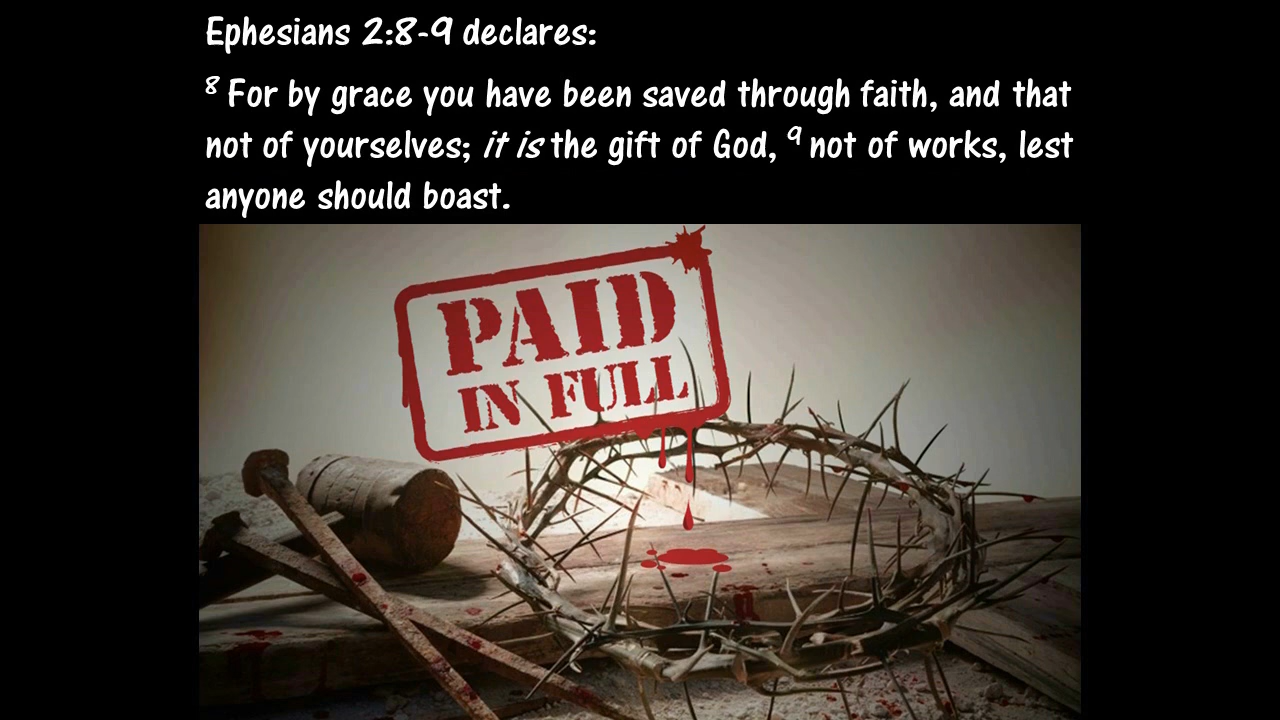 Ephesians 2:8-9 declares:
8 For by grace you have been saved through faith, and that
not of yourselves; it is the gift of God, 9 not of works, lest
anyone should boast.
PAID
IN FULL